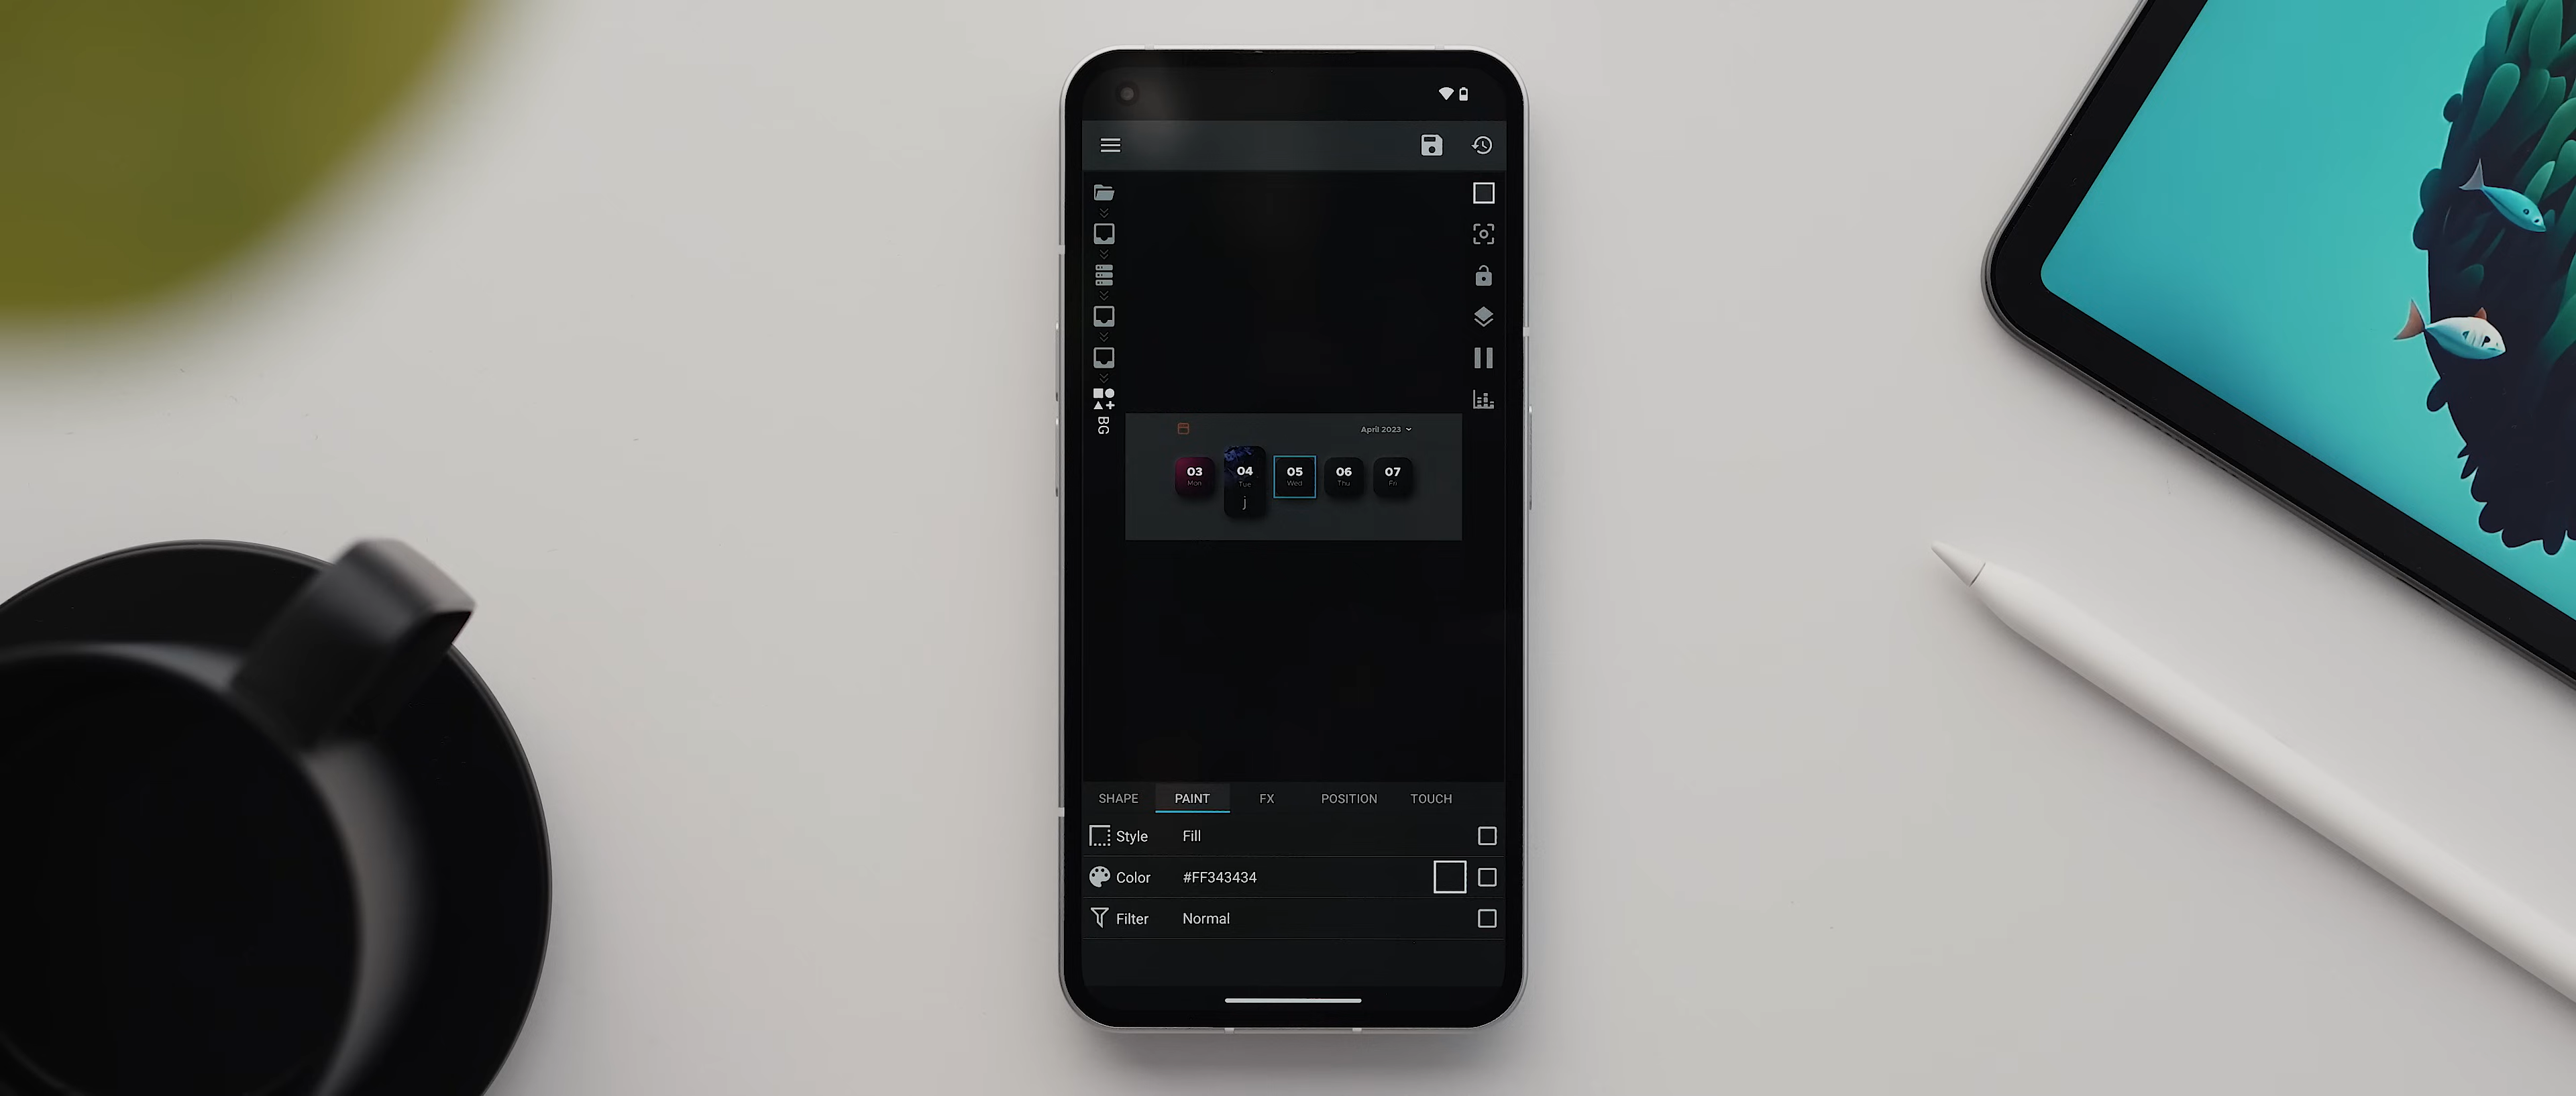 BG
April 2023
03 04 05 06 07
Mon Tue Wed Thu Fri
j
SHAPE PAINT FX POSITION TOUCH
Style Fill
Color #FF343434
Filter Normal